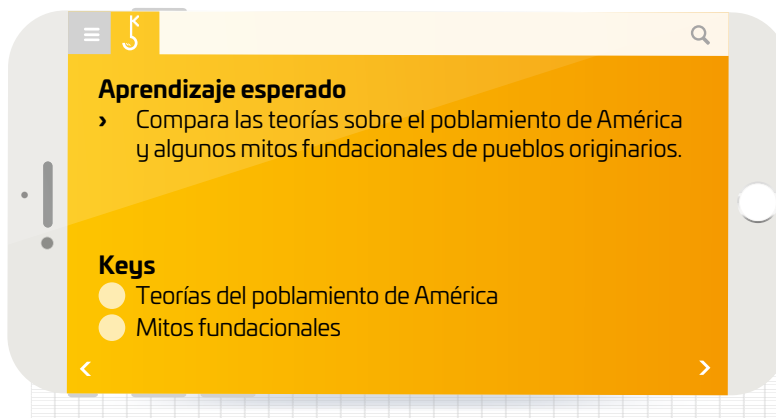 Aprendizaje esperado
› Compara las teorías sobre el poblamiento de América
y algunos mitos fundacionales de pueblos originarios.
Keys
Teorías del poblamiento de América
Mitos fundacionales